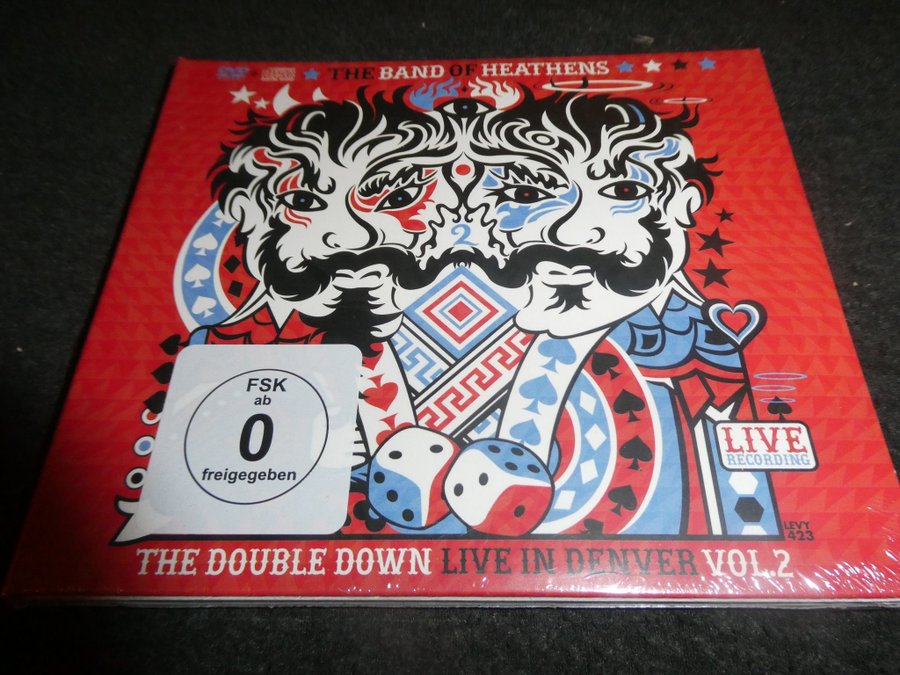 DVD +
THE BAND OF HEATHENS
2
FSK
ab
0
freigegeben
LIVE
RECORDING
LEVY
423
THE DOUBLE DOWN LIVE IN DENVER VOL.2